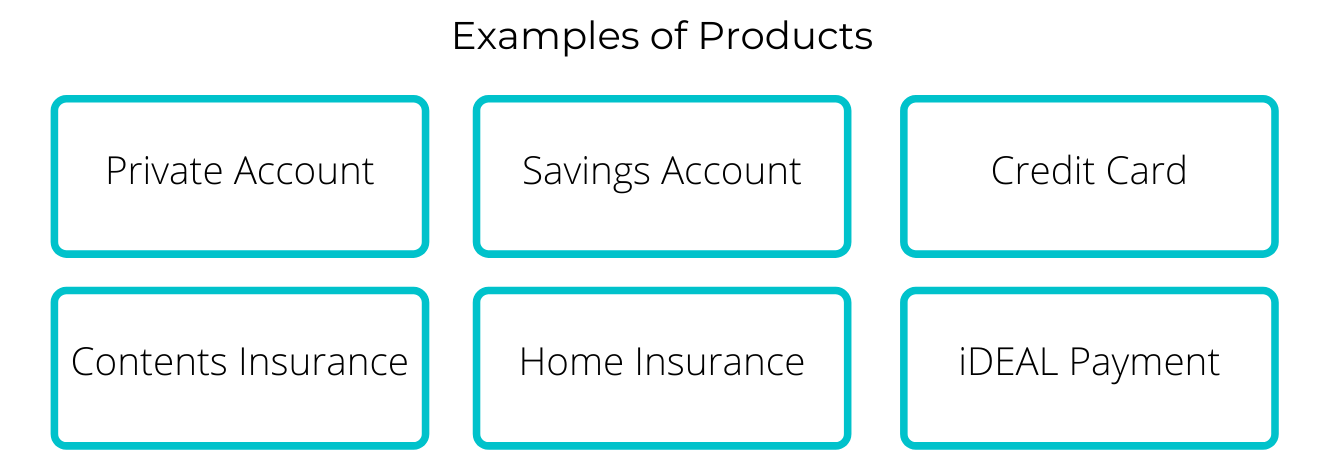 Examples of Products
Private Account
Savings Account
Credit Card
Contents Insurance
Home Insurance
iDEAL Payment